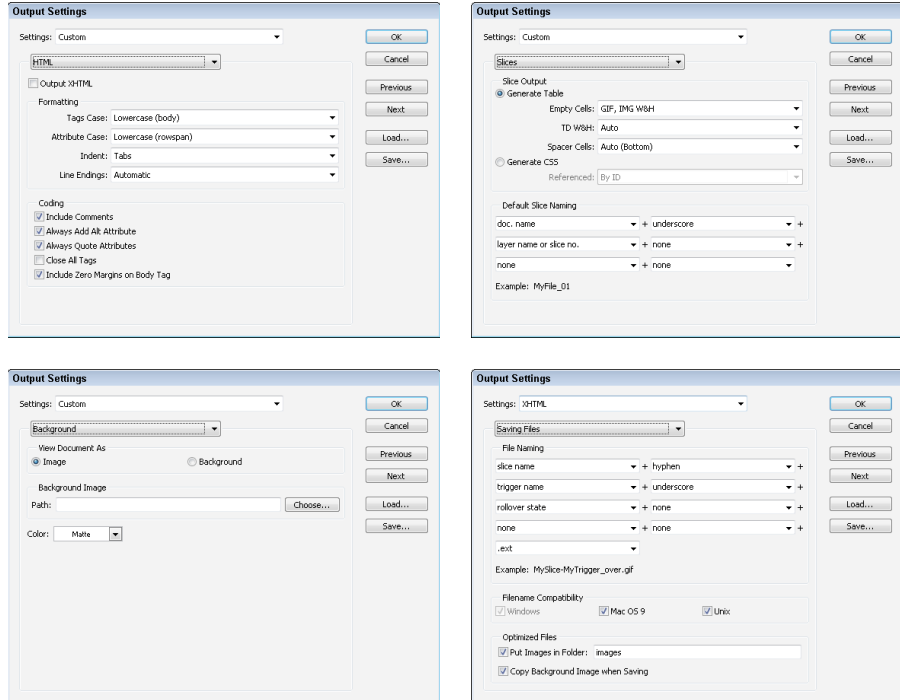 Output Settings
Settings: Custom
OK
HTML
Cancel
Output XHTML
Previous
Formatting
Tags Case: Lowercase (body)
Next
Attribute Case: Lowercase (rowspan)
Load...
Indent: Tabs
Save...
Line Endings: Automatic
Coding
Include Comments
Always Add Alt Attribute
Always Quote Attributes
Close All Tags
Include Zero Margins on Body Tag
Output Settings
Settings: Custom
OK
Slices
Cancel
Slice Output
Generate Table
Previous
Empty Cells: GIF, IMG W&H
Next
TD W&H: Auto
Load...
Spacer Cells: Auto (Bottom)
Save...
Generate CSS
Referenced: By ID
Default Slice Naming
doc. name + underscore +
layer name or slice no. + none +
none + none
Example: MyFile_01
Output Settings
Settings: Custom
OK
Background
Cancel
View Document As
Image Background
Previous
Next
Background Image
Path: Choose...
Load...
Save...
Color: Matte
Output Settings
Settings: XHTML
OK
Saving Files
Cancel
File Naming
Previous
slice name + hyphen +
Next
trigger name + underscore +
Load...
rollover state + none +
Save...
none + none +
.ext
Example: MySlice-MyTrigger_over.gif
Filename Compatibility
Windows Mac OS 9 Unix
Optimized Files
Put Images in Folder: images
Copy Background Image when Saving